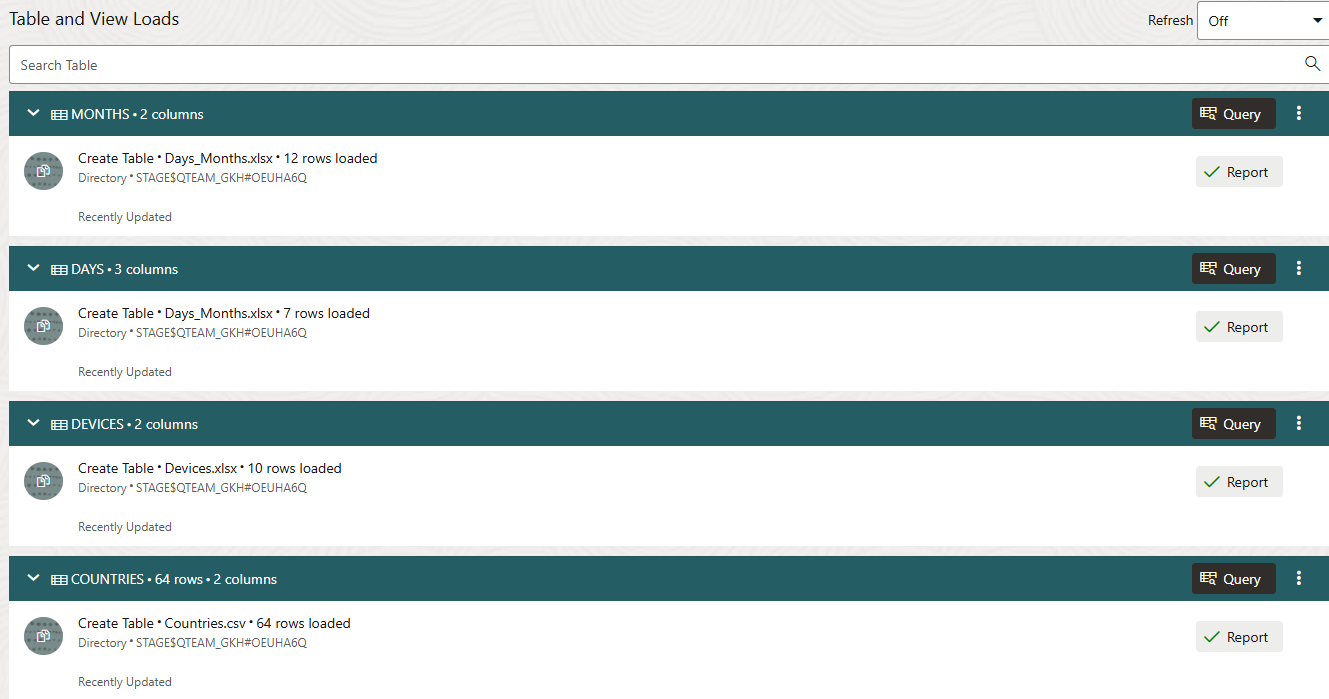 Table and View Loads
Refresh Off
Search Table
MONTHS • 2 columns Query
Create Table • Days_Months.xlsx • 12 rows loaded
Directory • STAGE$QTEAM_GKH#OEUHA6Q
Report
Recently Updated
DAYS • 3 columns Query
Create Table • Days_Months.xlsx • 7 rows loaded
Directory • STAGE$QTEAM_GKH#OEUHA6Q
Report
Recently Updated
DEVICES • 2 columns Query
Create Table • Devices.xlsx • 10 rows loaded
Directory • STAGE$QTEAM_GKH#OEUHA6Q
Report
Recently Updated
COUNTRIES • 64 rows • 2 columns Query
Create Table • Countries.csv • 64 rows loaded
Directory • STAGE$QTEAM_GKH#OEUHA6Q
Report
Recently Updated